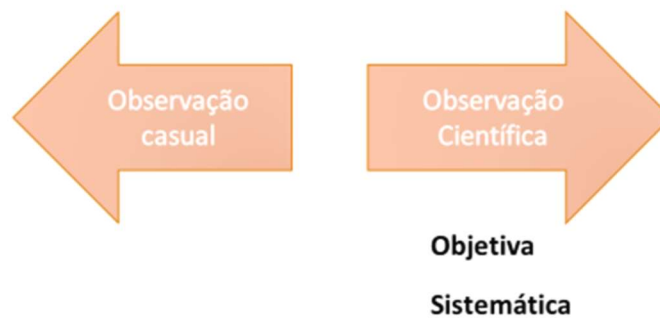 Observação
casual
Observação
Científica
Objetiva
Sistemática